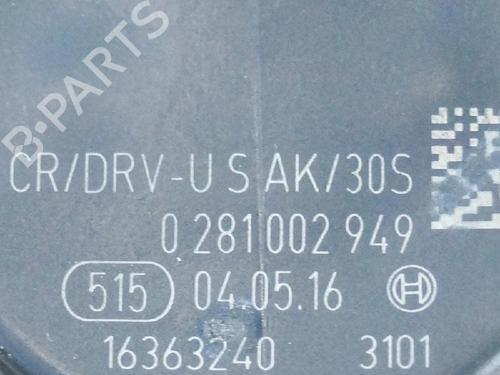 B-PARTS
CR/DRV-U S AK/30S
0 281 002 949
515 04.05.16
16363240 3101